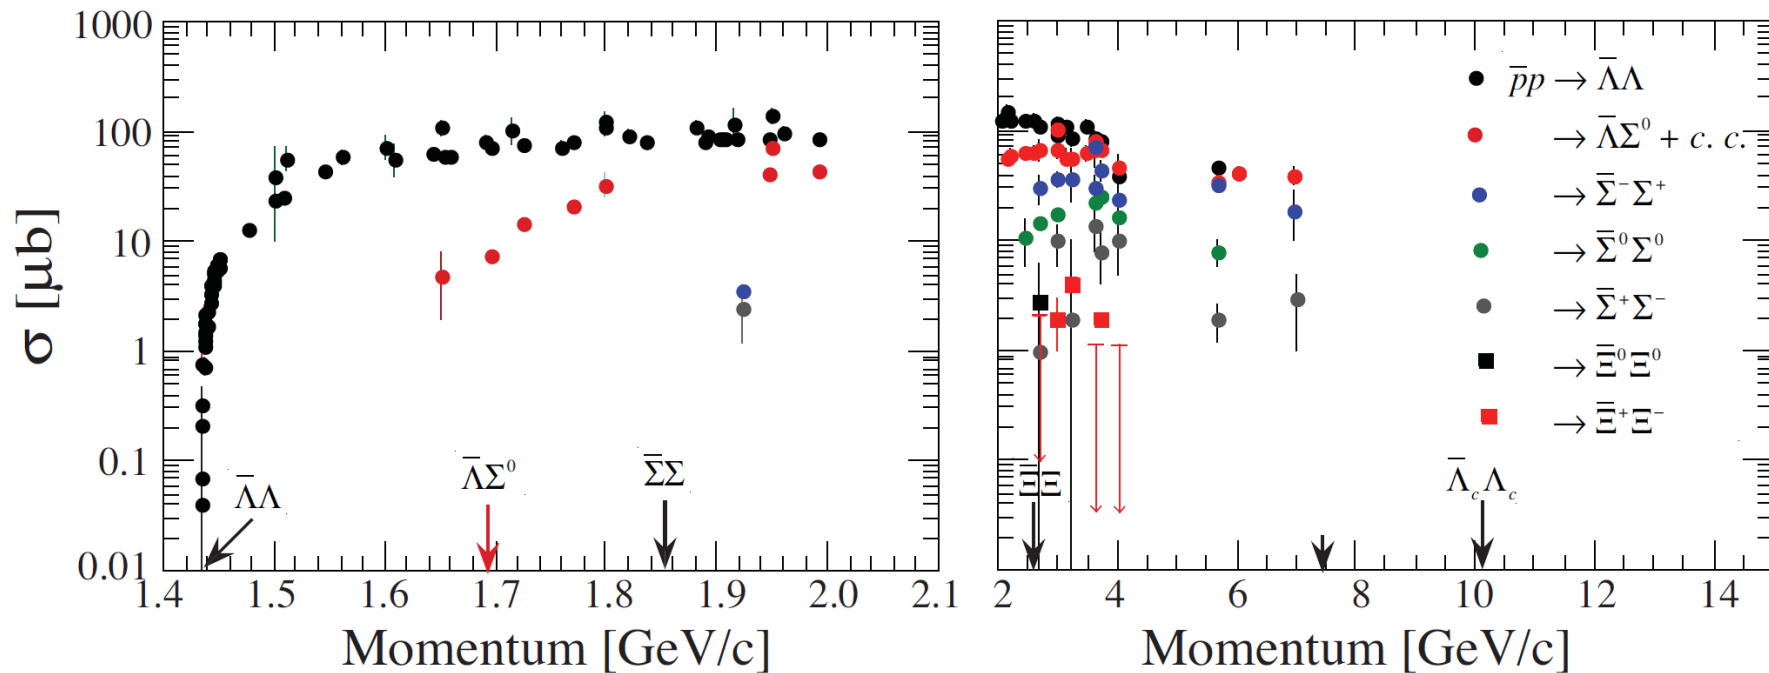 1000
100
10
1
0.1
0.01
σ [μb]
Λ̅Λ
Λ̅Σ⁰
Σ̅Σ
1.4 1.5 1.6 1.7 1.8 1.9 2.0 2.1
Momentum [GeV/c]
p̅p → Λ̅Λ
→ Λ̅Σ⁰ + c. c.
→ Σ̅⁻Σ⁺
→ Σ̅⁰Σ⁰
→ Σ̅⁺Σ⁻
→ Ξ̅⁰Ξ⁰
→ Ξ̅⁺Ξ⁻
Ξ̅Ξ
Λ̅_cΛ_c
2 4 6 8 10 12 14
Momentum [GeV/c]